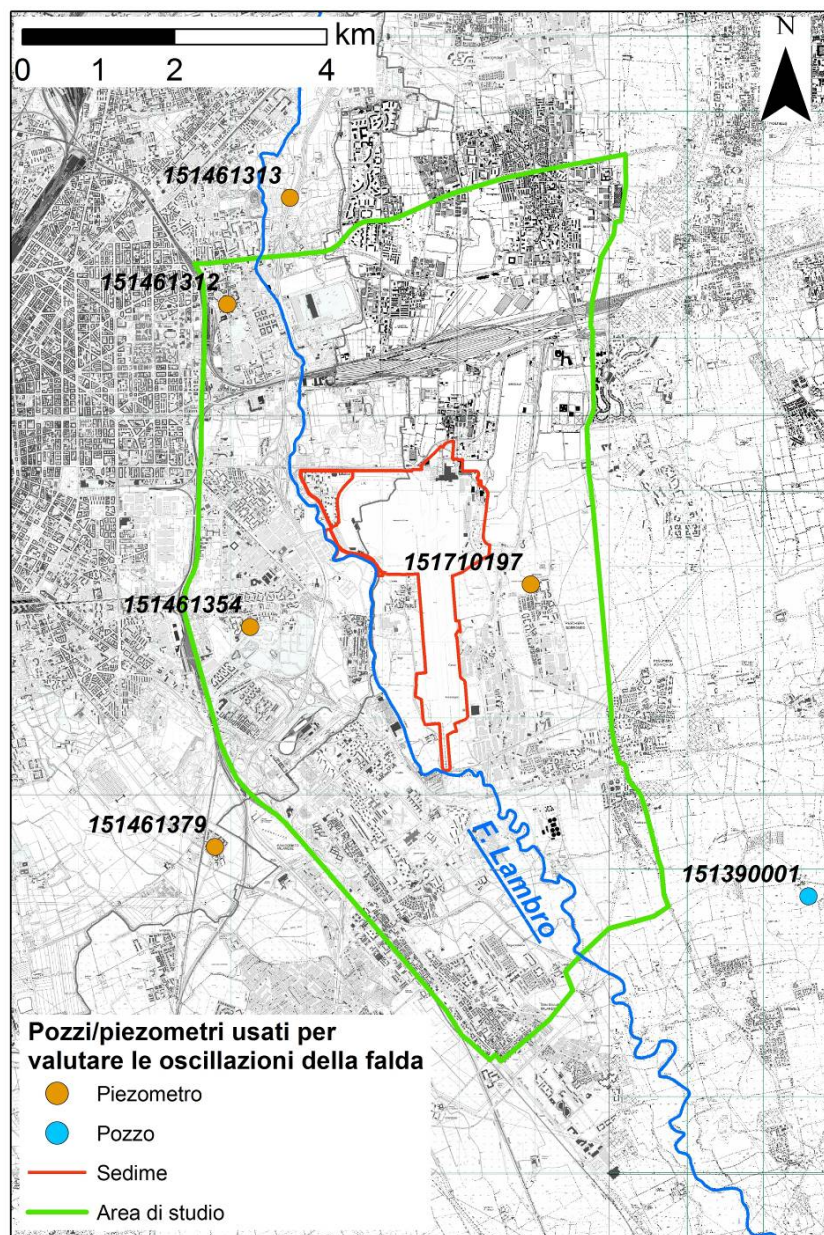 km
0 1 2 4
N
151461313
151461312
151710197
151461354
151461379
151390001
F. Lambro
Pozzi/piezometri usati per
valutare le oscillazioni della falda
Piezometro
Pozzo
Sedime
Area di studio